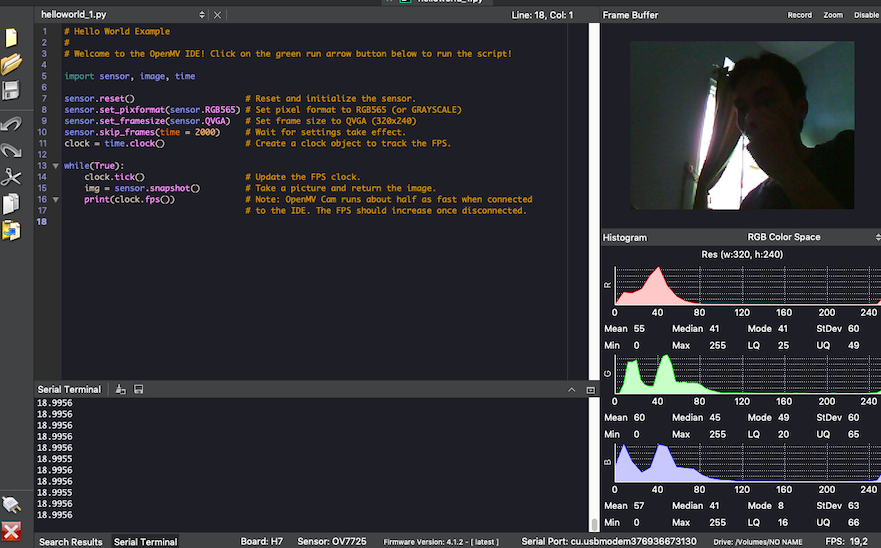 helloworld_1.py
helloworld_1.py
Line: 18, Col: 1
Frame Buffer
Record Zoom Disable
1 # Hello World Example
2 #
3 # Welcome to the OpenMV IDE! Click on the green run arrow button below to run the script!
4
5 import sensor, image, time
6
7 sensor.reset() # Reset and initialize the sensor.
8 sensor.set_pixformat(sensor.RGB565) # Set pixel format to RGB565 (or GRAYSCALE)
9 sensor.set_framesize(sensor.QVGA) # Set frame size to QVGA (320x240)
10 sensor.skip_frames(time = 2000) # Wait for settings take effect.
11 clock = time.clock() # Create a clock object to track the FPS.
12
13 while(True):
14 clock.tick() # Update the FPS clock.
15 img = sensor.snapshot() # Take a picture and return the image.
16 print(clock.fps()) # Note: OpenMV Cam runs about half as fast when connected
17 # to the IDE. The FPS should increase once disconnected.
18
Histogram RGB Color Space
Res (w:320, h:240)
R
0 40 80 120 160 200 240
Mean 55 Median 41 Mode 41 StDev 60
Min 0 Max 255 LQ 25 UQ 49
G
0 40 80 120 160 200 240
Mean 60 Median 45 Mode 49 StDev 60
Min 0 Max 255 LQ 20 UQ 65
B
0 40 80 120 160 200 240
Mean 57 Median 41 Mode 8 StDev 63
Min 0 Max 255 LQ 16 UQ 66
Serial Terminal
18.9956
18.9956
18.9956
18.9956
18.9956
18.9955
18.9956
18.9956
18.9955
18.9956
18.9956
Search Results Serial Terminal Board: H7 Sensor: OV7725 Firmware Version: 4.1.2 - [ latest ] Serial Port: cu.usbmodem376936673130 Drive: /Volumes/NO NAME FPS: 19,2